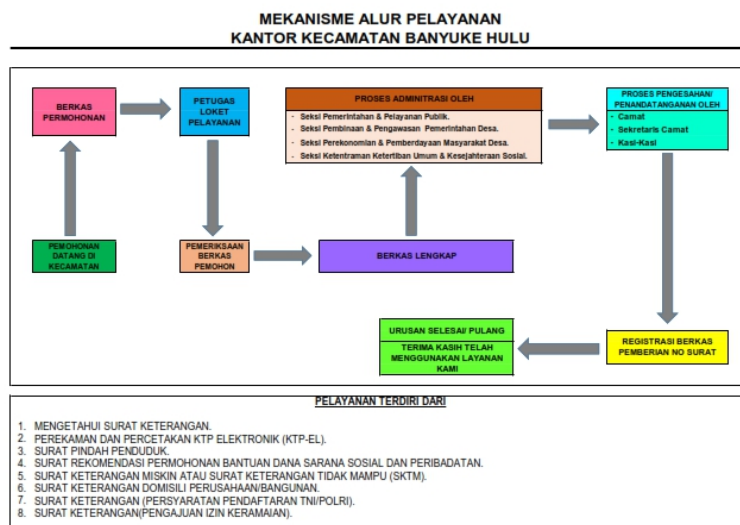 MEKANISME ALUR PELAYANAN
KANTOR KECAMATAN BANYUKE HULU
BERKAS
PERMOHONAN
PETUGAS
LOKET
PELAYANAN
PROSES ADMINITRASI OLEH
- Seksi Pemerintahan & Pelayanan Publik.
- Seksi Pembinaan & Pengawasan Pemerintahan Desa.
- Seksi Perekonomian & Pemberdayaan Masyarakat Desa.
- Seksi Ketentraman Ketertiban Umum & Kesejahteraan Sosial.
PROSES PENGESAHAN/
PENANDATANGANAN OLEH
- Camat
- Sekretaris Camat
- Kasi-Kasi
PEMOHONAN
DATANG DI
KECAMATAN
PEMERIKSAAN
BERKAS
PEMOHON
BERKAS LENGKAP
URUSAN SELESAI/ PULANG
TERIMA KASIH TELAH
MENGGUNAKAN LAYANAN
KAMI
REGISTRASI BERKAS
PEMBERIAN NO SURAT
PELAYANAN TERDIRI DARI
1. MENGETAHUI SURAT KETERANGAN.
2. PEREKAMAN DAN PERCETAKAN KTP ELEKTRONIK (KTP-EL).
3. SURAT PINDAH PENDUDUK.
4. SURAT REKOMENDASI PERMOHONAN BANTUAN DANA SARANA SOSIAL DAN PERIBADATAN.
5. SURAT KETERANGAN MISKIN ATAU SURAT KETERANGAN TIDAK MAMPU (SKTM).
6. SURAT KETERANGAN DOMISILI PERUSAHAAN/BANGUNAN.
7. SURAT KETERANGAN (PERSYARATAN PENDAFTARAN TNI/POLRI).
8. SURAT KETERANGAN(PENGAJUAN IZIN KERAMAIAN).